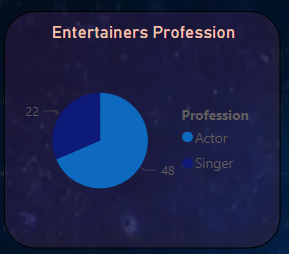 Entertainers Profession
22
Profession
Actor
Singer
48